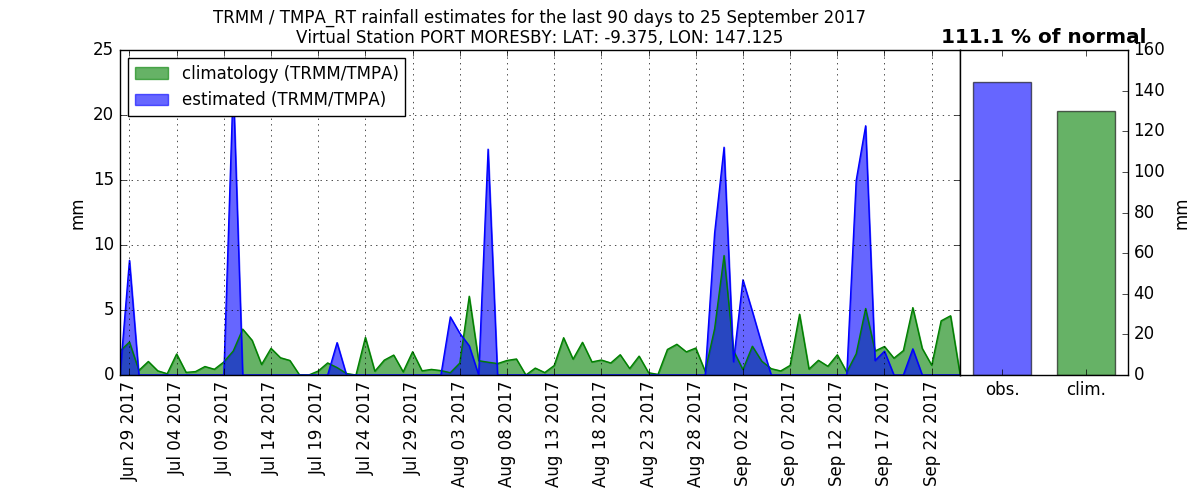 TRMM / TMPA_RT rainfall estimates for the last 90 days to 25 September 2017
Virtual Station PORT MORESBY: LAT: -9.375, LON: 147.125
111.1 % of normal
climatology (TRMM/TMPA)
estimated (TRMM/TMPA)
mm
25
20
15
10
5
0
Jun 29 2017
Jul 04 2017
Jul 09 2017
Jul 14 2017
Jul 19 2017
Jul 24 2017
Jul 29 2017
Aug 03 2017
Aug 08 2017
Aug 13 2017
Aug 18 2017
Aug 23 2017
Aug 28 2017
Sep 02 2017
Sep 07 2017
Sep 12 2017
Sep 17 2017
Sep 22 2017
obs.
clim.
160
140
120
100
80
60
40
20
0
mm